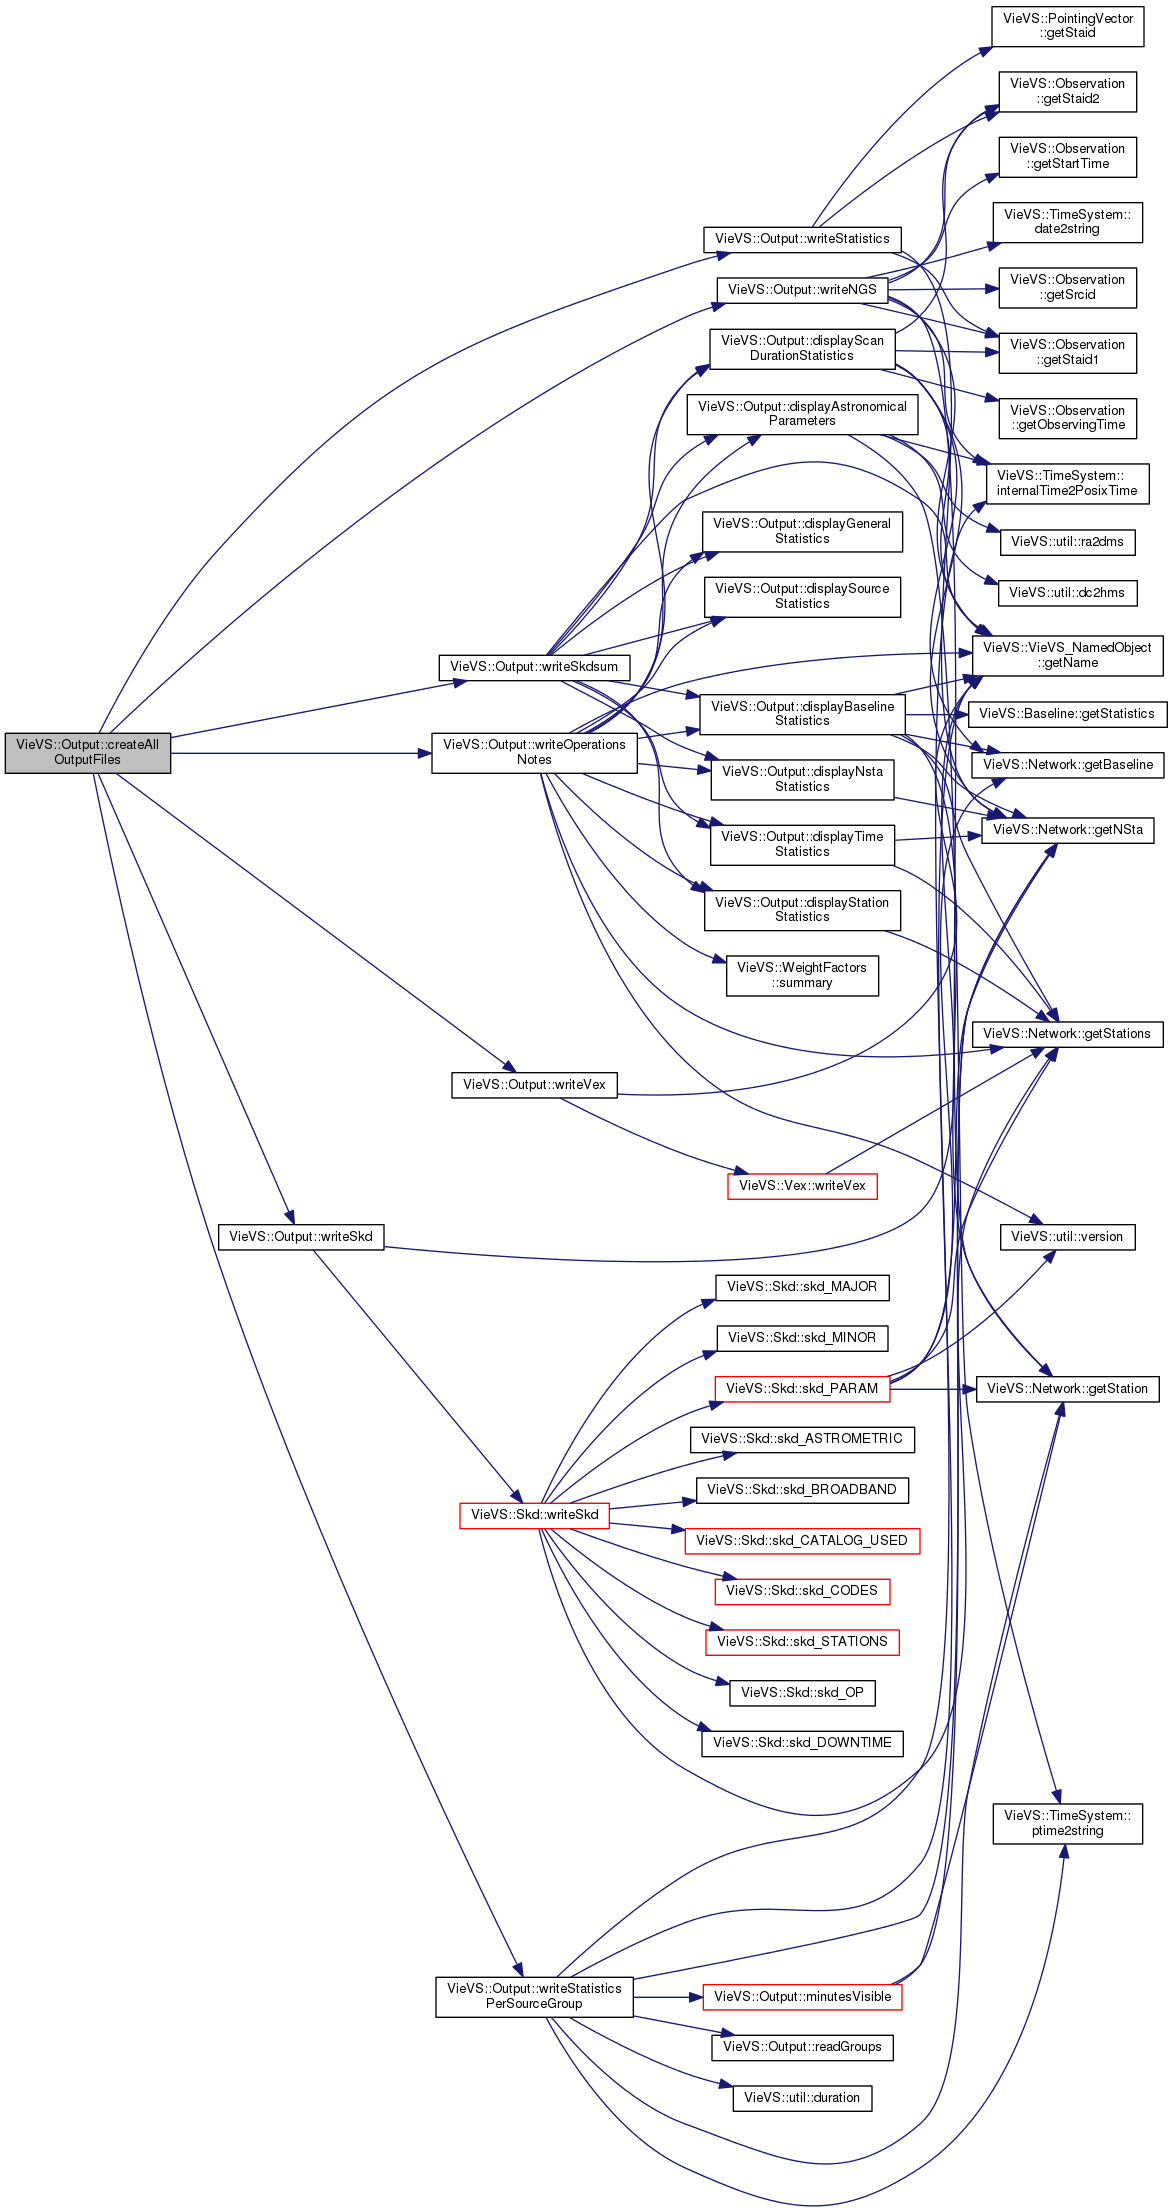 VieVS::PointingVector
::getStaid
VieVS::Observation
::getStaid2
VieVS::Observation
::getStartTime
VieVS::TimeSystem::
date2string
VieVS::Output::writeStatistics
VieVS::Output::writeNGS
VieVS::Observation
::getSrcid
VieVS::Output::displayScan
DurationStatistics
VieVS::Observation
::getStaid1
VieVS::Output::displayAstronomical
Parameters
VieVS::Observation
::getObservingTime
VieVS::TimeSystem::
internalTime2PosixTime
VieVS::Output::displayGeneral
Statistics
VieVS::util::ra2dms
VieVS::Output::displaySource
Statistics
VieVS::util::dc2hms
VieVS::Output::writeSkdsum
VieVS::VieVS_NamedObject
::getName
VieVS::Output::displayBaseline
Statistics
VieVS::Baseline::getStatistics
VieVS::Output::createAll
OutputFiles
VieVS::Output::writeOperations
Notes
VieVS::Network::getBaseline
VieVS::Output::displayNsta
Statistics
VieVS::Output::displayTime
Statistics
VieVS::Network::getNSta
VieVS::Output::displayStation
Statistics
VieVS::WeightFactors
::summary
VieVS::Network::getStations
VieVS::Output::writeVex
VieVS::Vex::writeVex
VieVS::Output::writeSkd
VieVS::util::version
VieVS::Skd::skd_MAJOR
VieVS::Skd::skd_MINOR
VieVS::Skd::skd_PARAM
VieVS::Network::getStation
VieVS::Skd::skd_ASTROMETRIC
VieVS::Skd::skd_BROADBAND
VieVS::Skd::writeSkd
VieVS::Skd::skd_CATALOG_USED
VieVS::Skd::skd_CODES
VieVS::Skd::skd_STATIONS
VieVS::Skd::skd_OP
VieVS::Skd::skd_DOWNTIME
VieVS::TimeSystem::
ptime2string
VieVS::Output::writeStatistics
PerSourceGroup
VieVS::Output::minutesVisible
VieVS::Output::readGroups
VieVS::util::duration